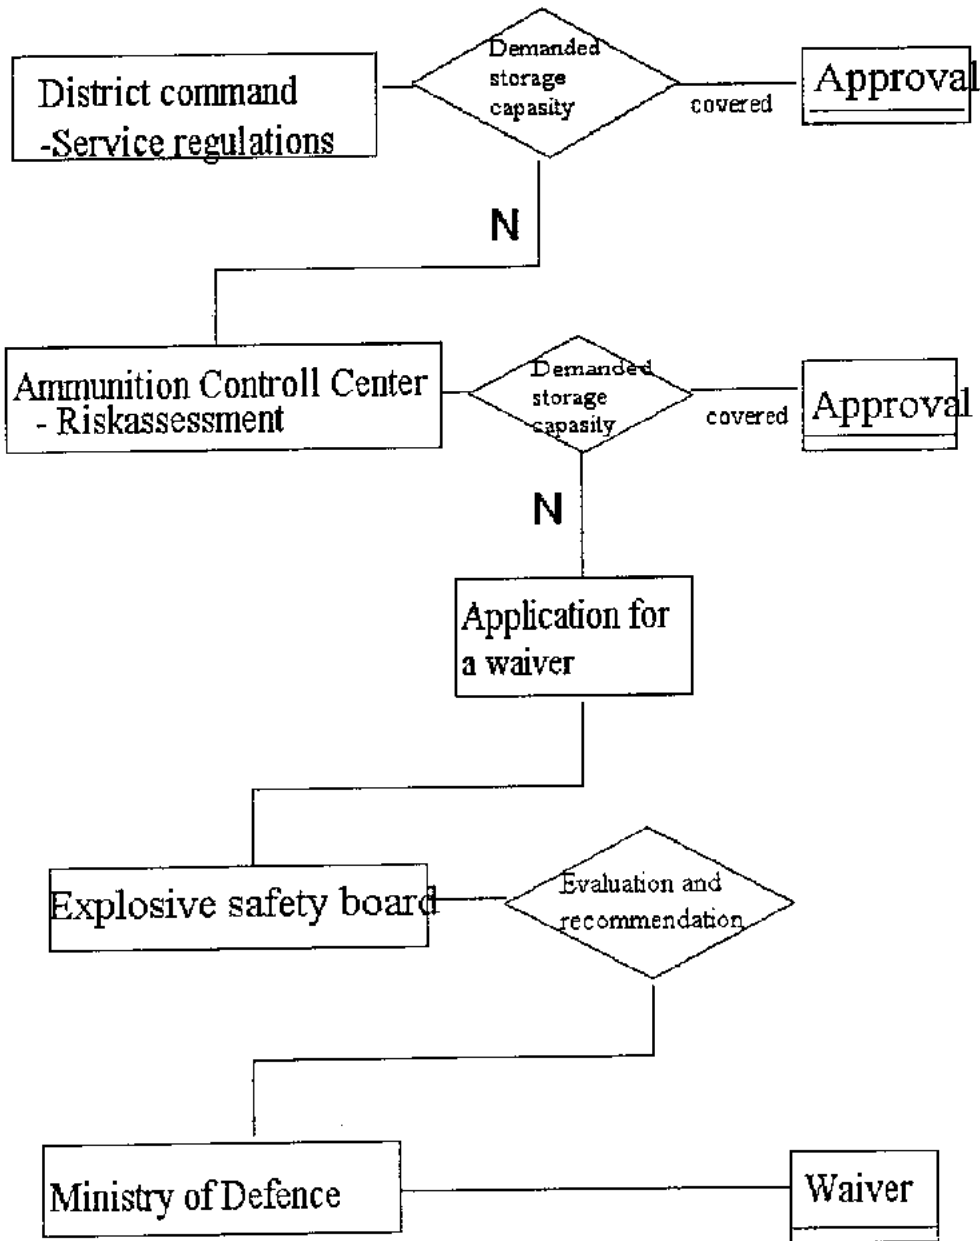 District command
-Service regulations
Demanded
storage
capasity
covered
Approval
N
Ammunition Controll Center
- Riskassessment
Demanded
storage
capasity
covered
Approval
N
Application for
a waiver
Explosive safety board
Evaluation and
recommendation
Ministry of Defence
Waiver